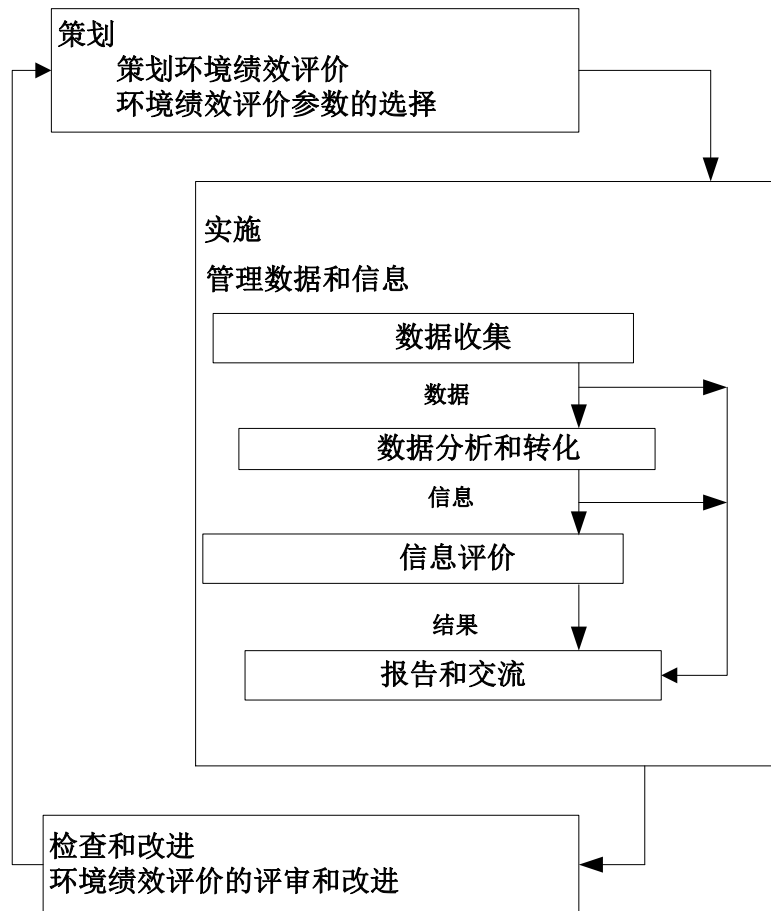 策划
策划环境绩效评价
环境绩效评价参数的选择
实施
管理数据和信息
数据收集
数据
数据分析和转化
信息
信息评价
结果
报告和交流
检查和改进
环境绩效评价的评审和改进